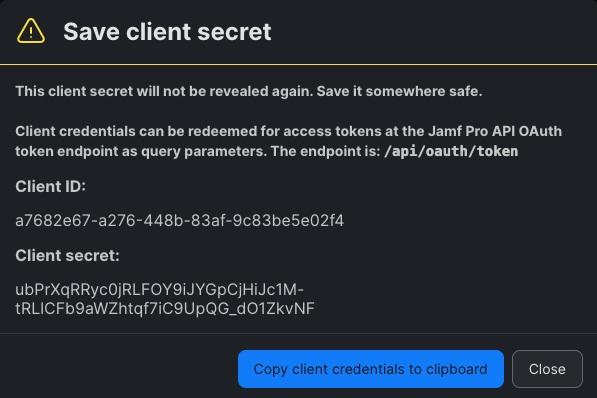 Save client secret
This client secret will not be revealed again. Save it somewhere safe.
Client credentials can be redeemed for access tokens at the Jamf Pro API OAuth
token endpoint as query parameters. The endpoint is: /api/oauth/token
Client ID:
a7682e67-a276-448b-83af-9c83be5e02f4
Client secret:
ubPrXqRRyc0jRLFOY9iJYGpCjHiJc1M-
tRLlCFb9aWZhtqf7iC9UpQG_dO1ZkvNF
Copy client credentials to clipboard
Close